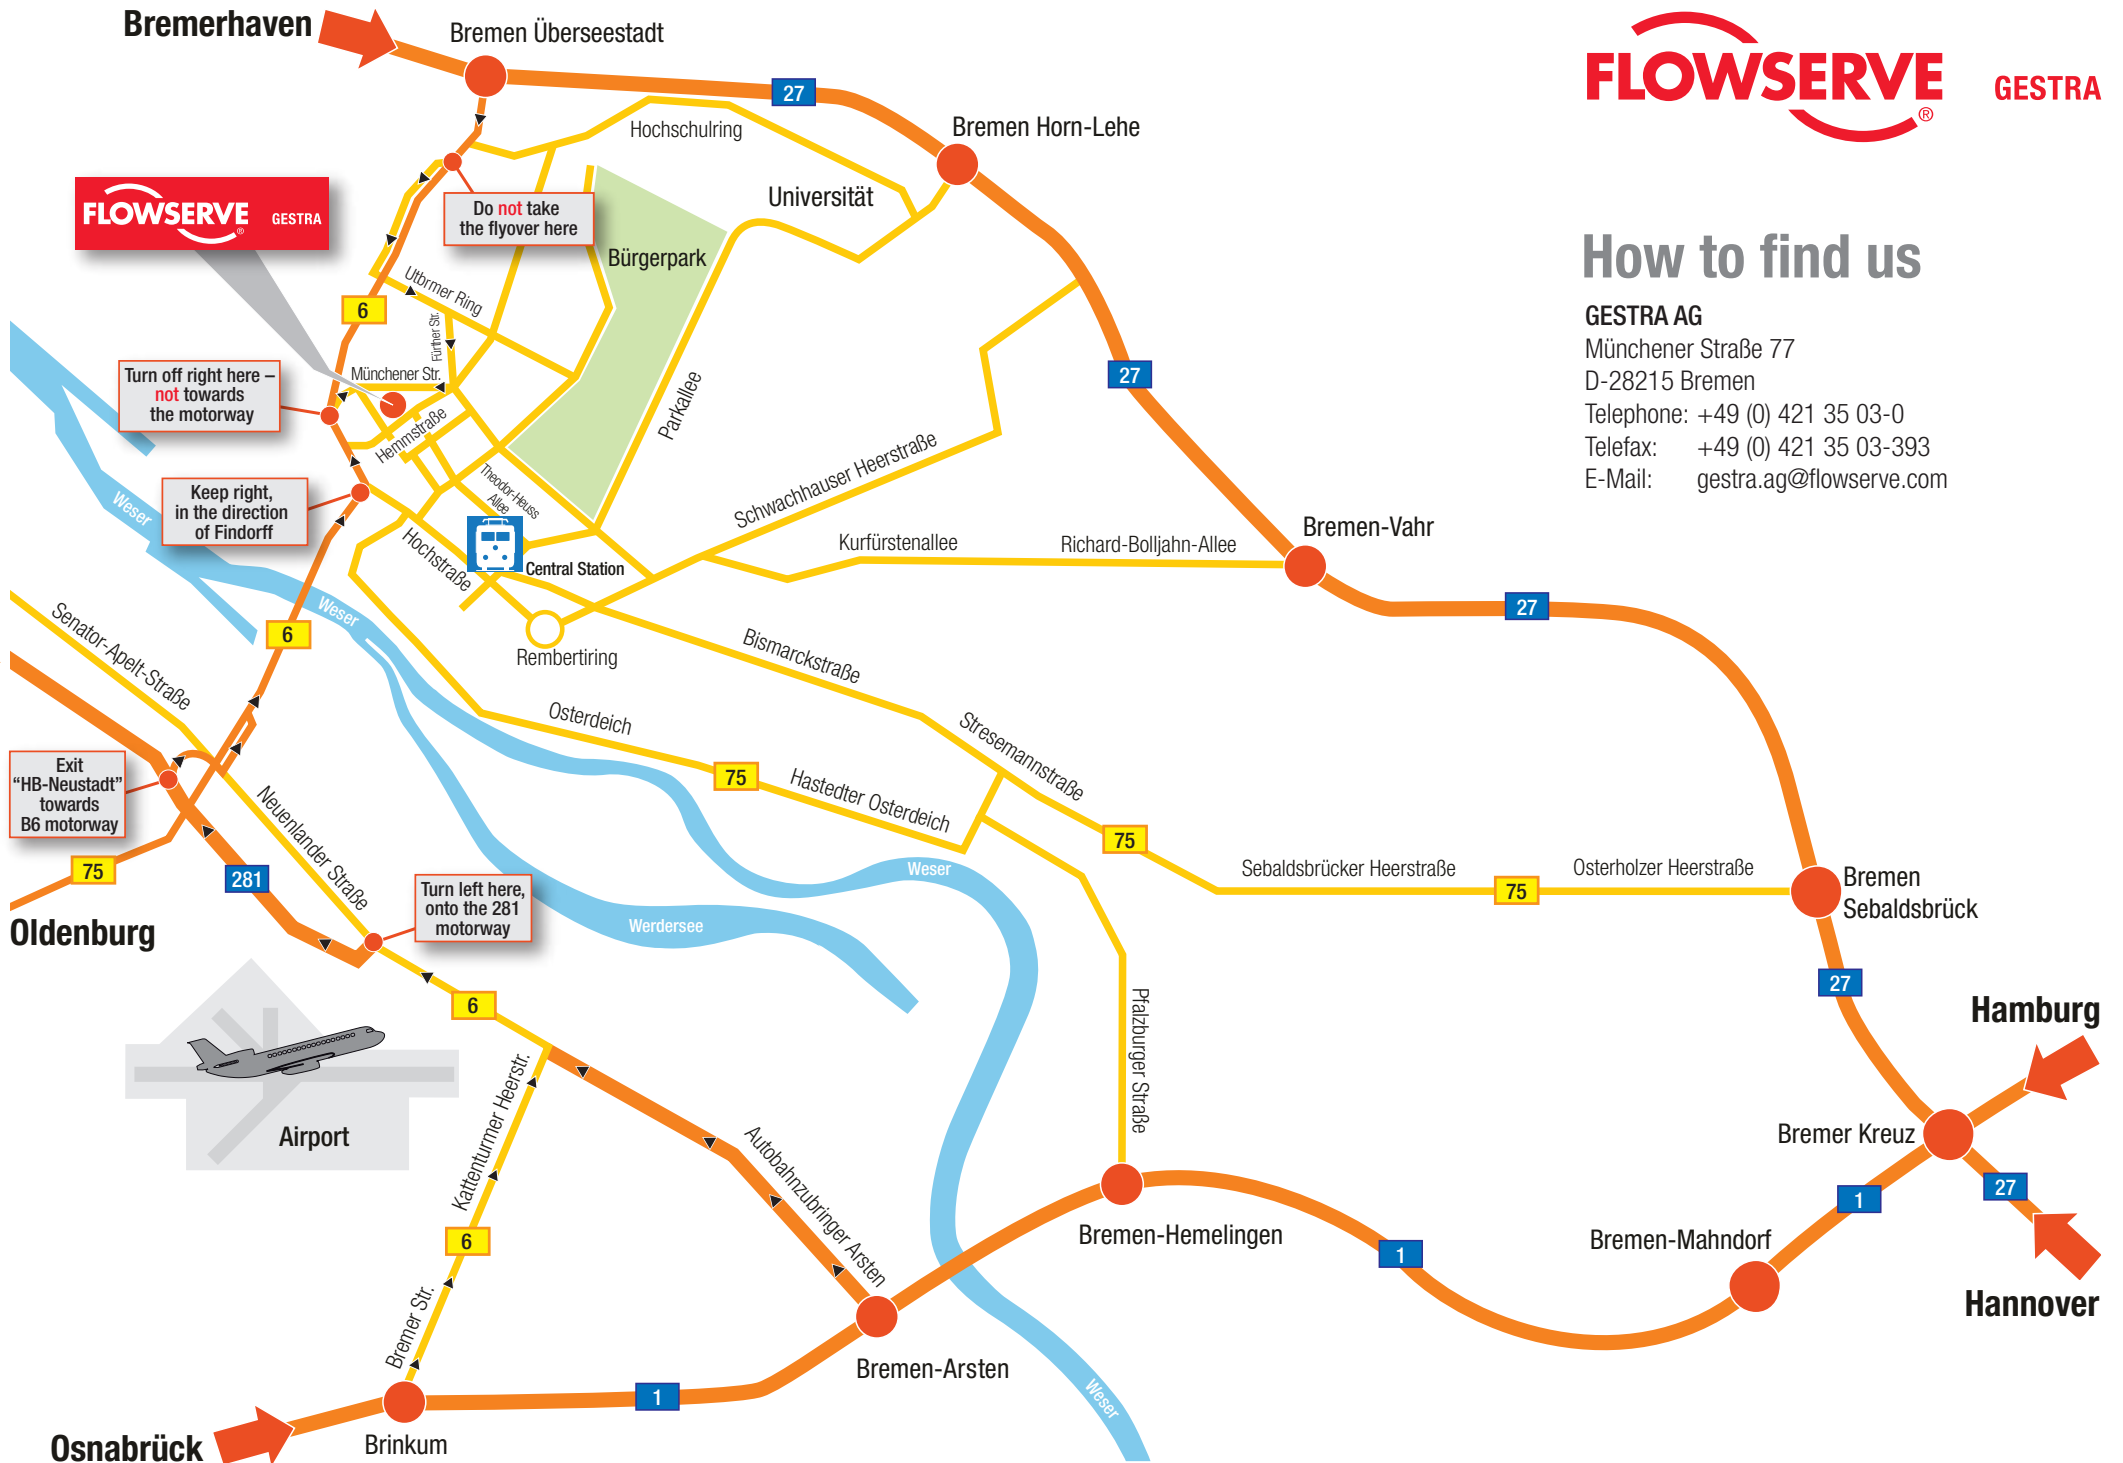 Bremerhaven
Bremen Überseestadt
27
Hochschulring
Bremen Horn-Lehe
FLOWSERVE
®
GESTRA
Universität
FLOWSERVE
®
GESTRA
Do not take
the flyover here
Bürgerpark
How to find us
GESTRA AG
Münchener Straße 77
D-28215 Bremen
Telephone: +49 (0) 421 35 03-0
Telefax: +49 (0) 421 35 03-393
E-Mail: gestra.ag@flowserve.com
Utbrmer Ring
6
Fürther Str.
Münchener Str.
Turn off right here –
not towards
the motorway
27
Parkallee
Hemmstraße
Schwachhauser Heerstraße
Theodor-Heuss
Allee
Keep right,
in the direction
of Findorff
Weser
Hochstraße
Central Station
Kurfürstenallee
Richard-Bolljahn-Allee
Bremen-Vahr
27
Weser
6
Senator-Apelt-Straße
Rembertiring
Bismarckstraße
Osterdeich
Stresemannstraße
75
Hastedter Osterdeich
Exit
“HB-Neustadt”
towards
B6 motorway
Neuenlander Straße
75
75
281
Sebaldsbrücker Heerstraße
75
Osterholzer Heerstraße
Bremen
Sebaldsbrück
Weser
Turn left here,
onto the 281
motorway
Werdersee
Oldenburg
27
6
Hamburg
Pfalzburger Straße
Kattenturmer Heerstr.
Airport
Autobahnzubringer Arsten
Bremer Kreuz
27
1
6
Bremen-Hemelingen
1
Bremen-Mahndorf
Hannover
Bremer Str.
Bremen-Arsten
1
Weser
Brinkum
Osnabrück